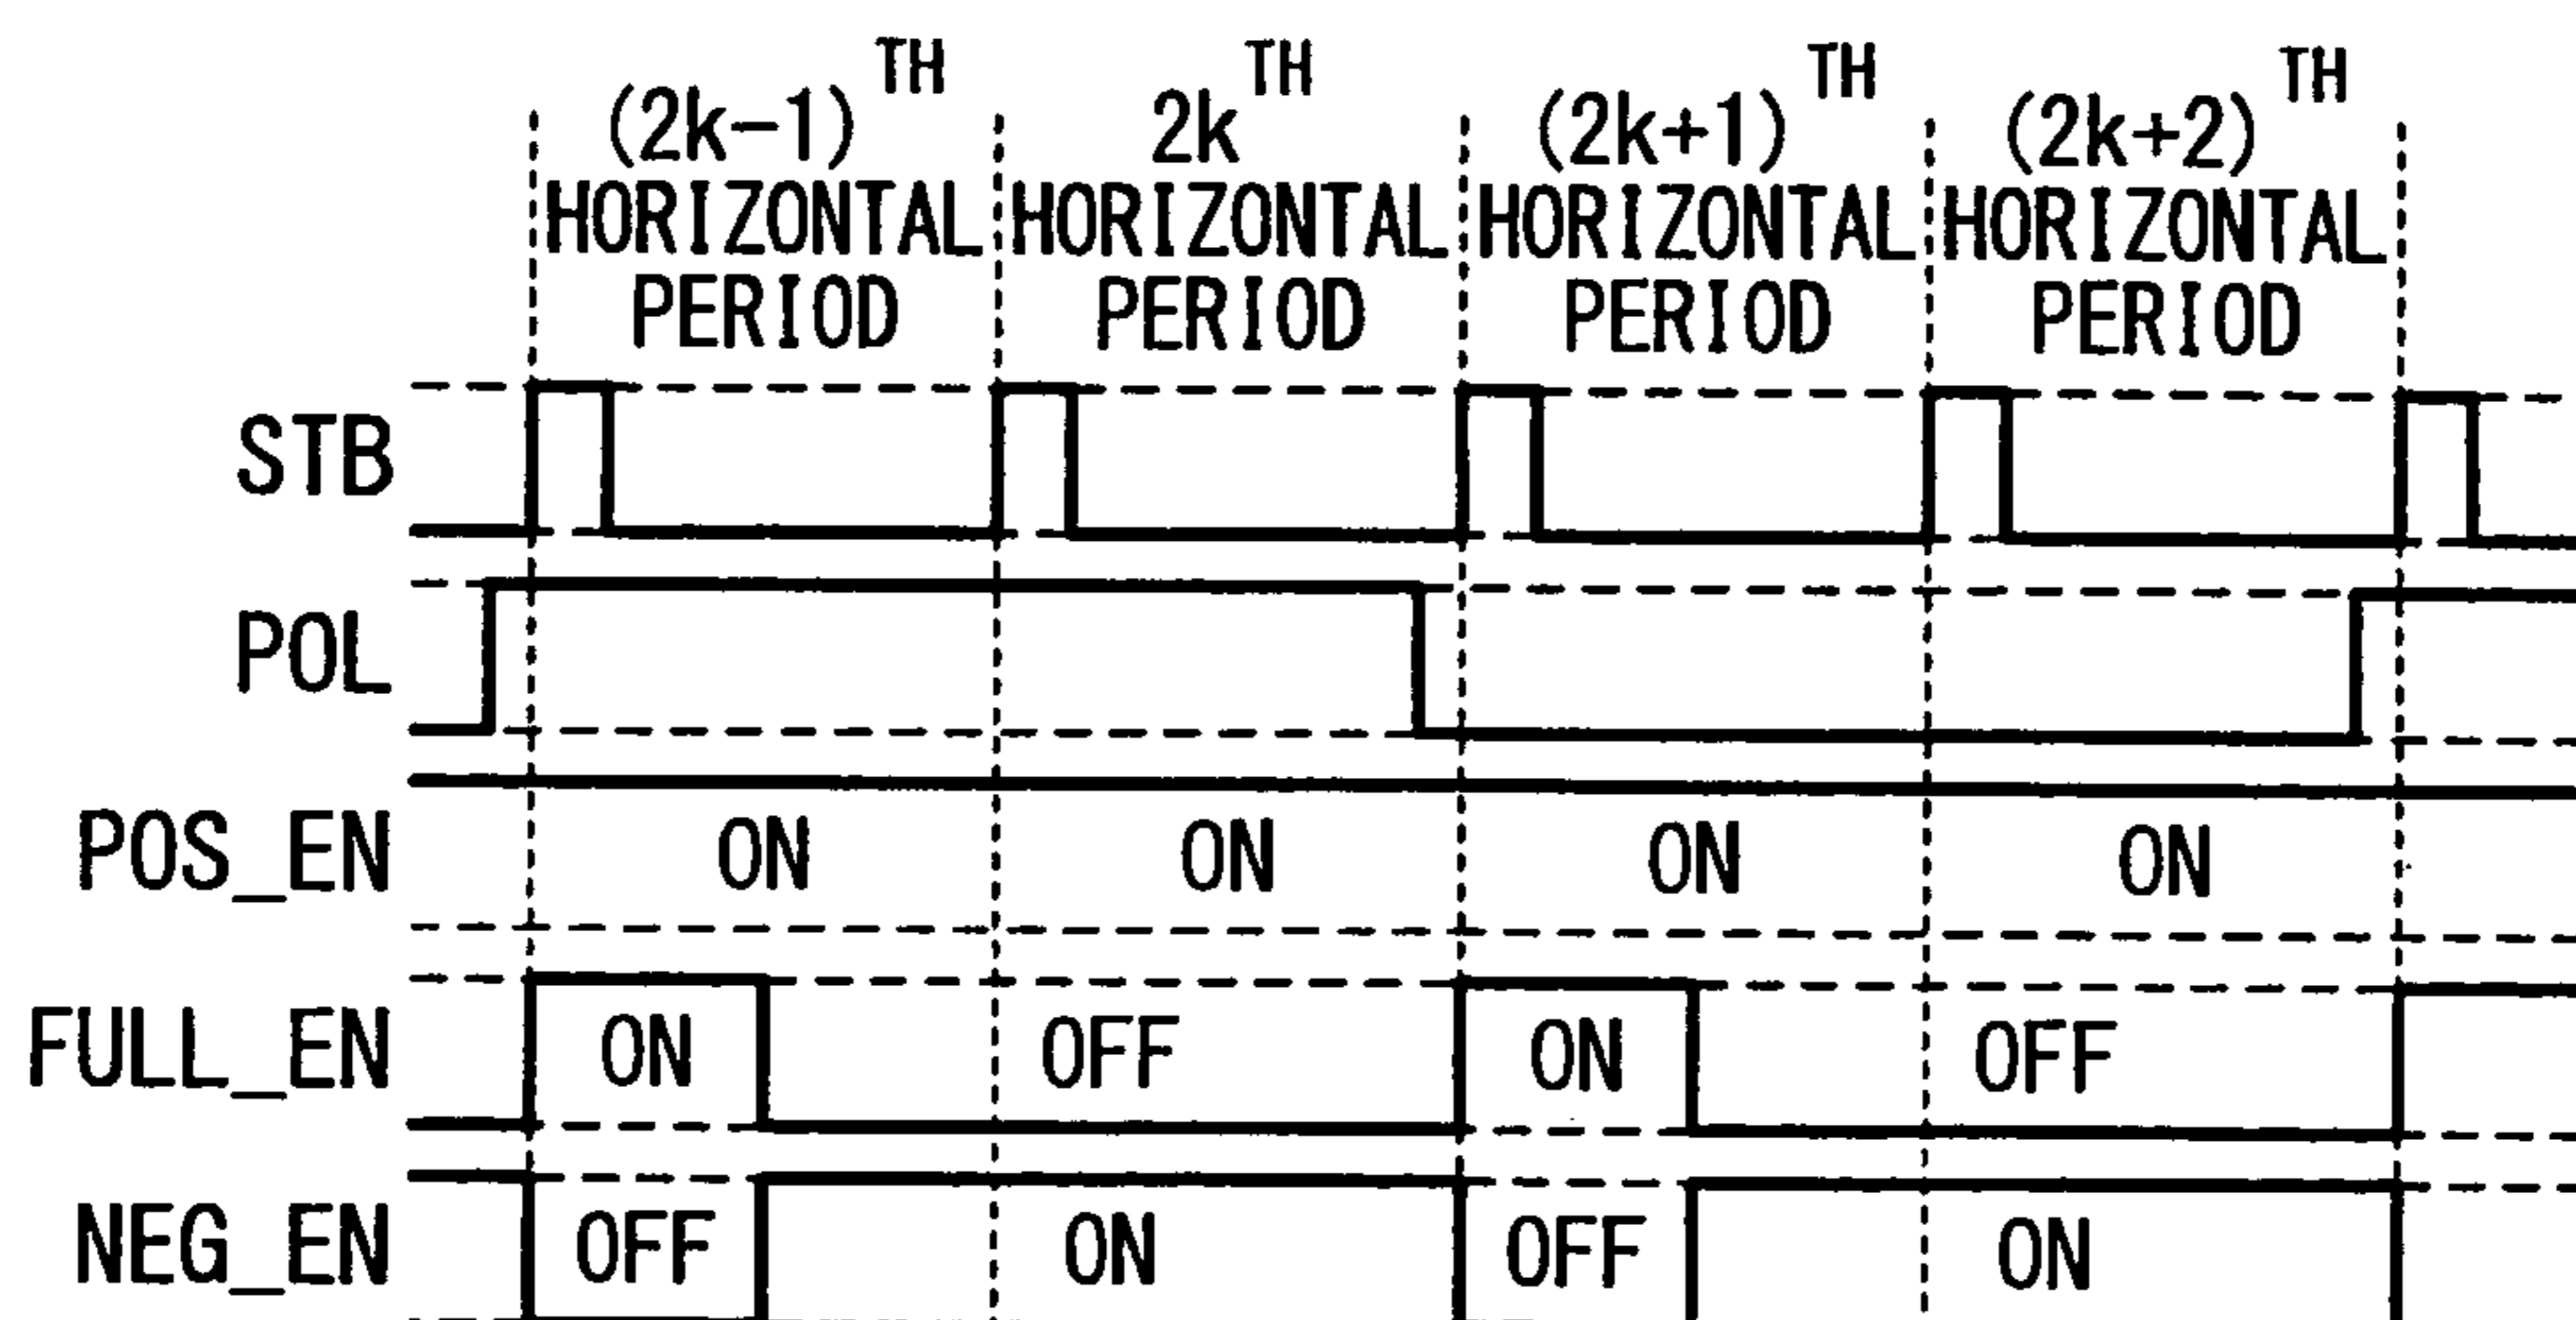 (2k-1)TH 2kTH (2k+1)TH (2k+2)TH
HORIZONTAL HORIZONTAL HORIZONTAL HORIZONTAL
PERIOD PERIOD PERIOD PERIOD
STB
POL
POS_EN ON ON ON ON
FULL_EN ON OFF ON OFF
NEG_EN OFF ON OFF ON